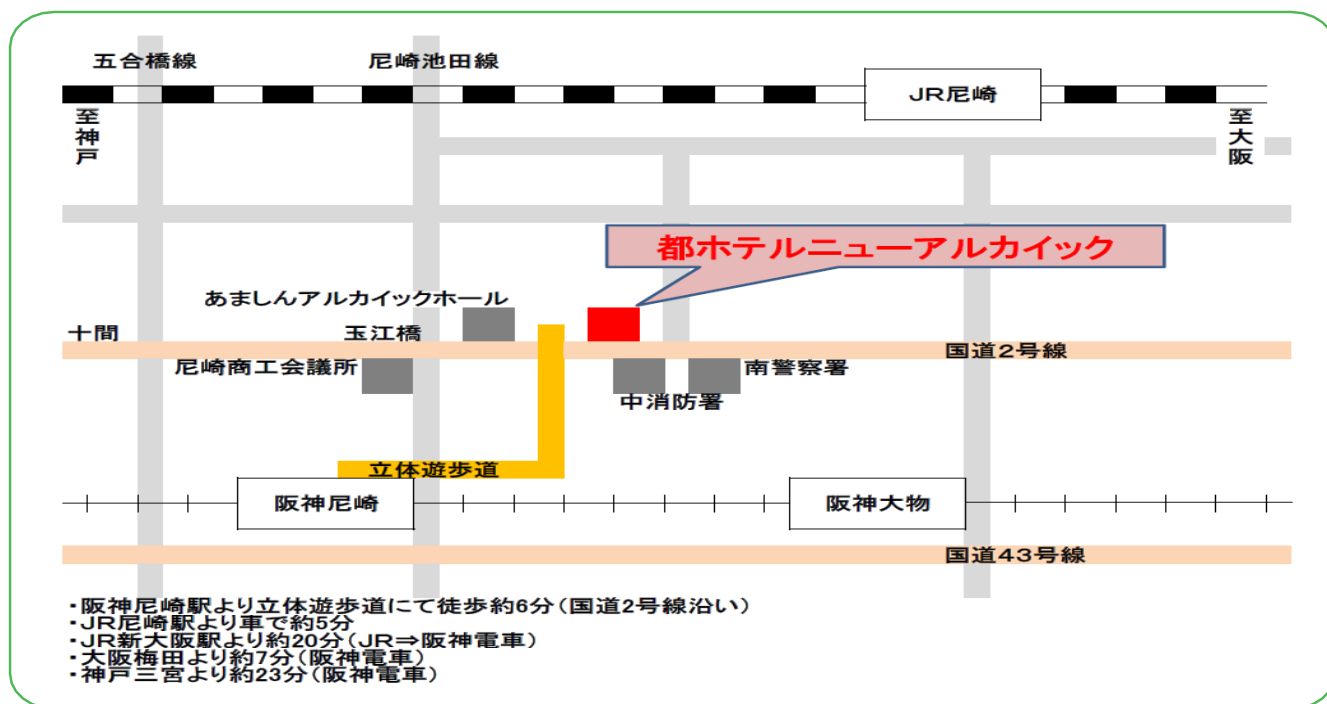 五合橋線
尼崎池田線
JR尼崎
至神戸
至大阪
都ホテルニューアルカイック
あましんアルカイックホール
十間
玉江橋
国道2号線
尼崎商工会議所
南警察署
中消防署
立体遊歩道
阪神尼崎
阪神大物
国道43号線
・阪神尼崎駅より立体遊歩道にて徒歩約6分(国道2号線沿い)
・JR尼崎駅より車で約5分
・JR新大阪駅より約20分(JR⇒阪神電車)
・大阪梅田より約7分(阪神電車)
・神戸三宮より約23分(阪神電車)